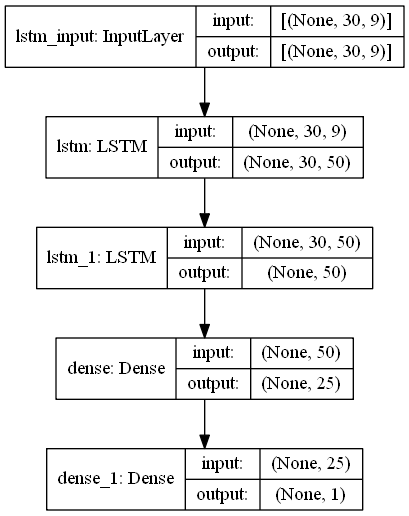 lstm_input: InputLayer
input: [(None, 30, 9)]
output: [(None, 30, 9)]
lstm: LSTM
input: (None, 30, 9)
output: (None, 30, 50)
lstm_1: LSTM
input: (None, 30, 50)
output: (None, 50)
dense: Dense
input: (None, 50)
output: (None, 25)
dense_1: Dense
input: (None, 25)
output: (None, 1)